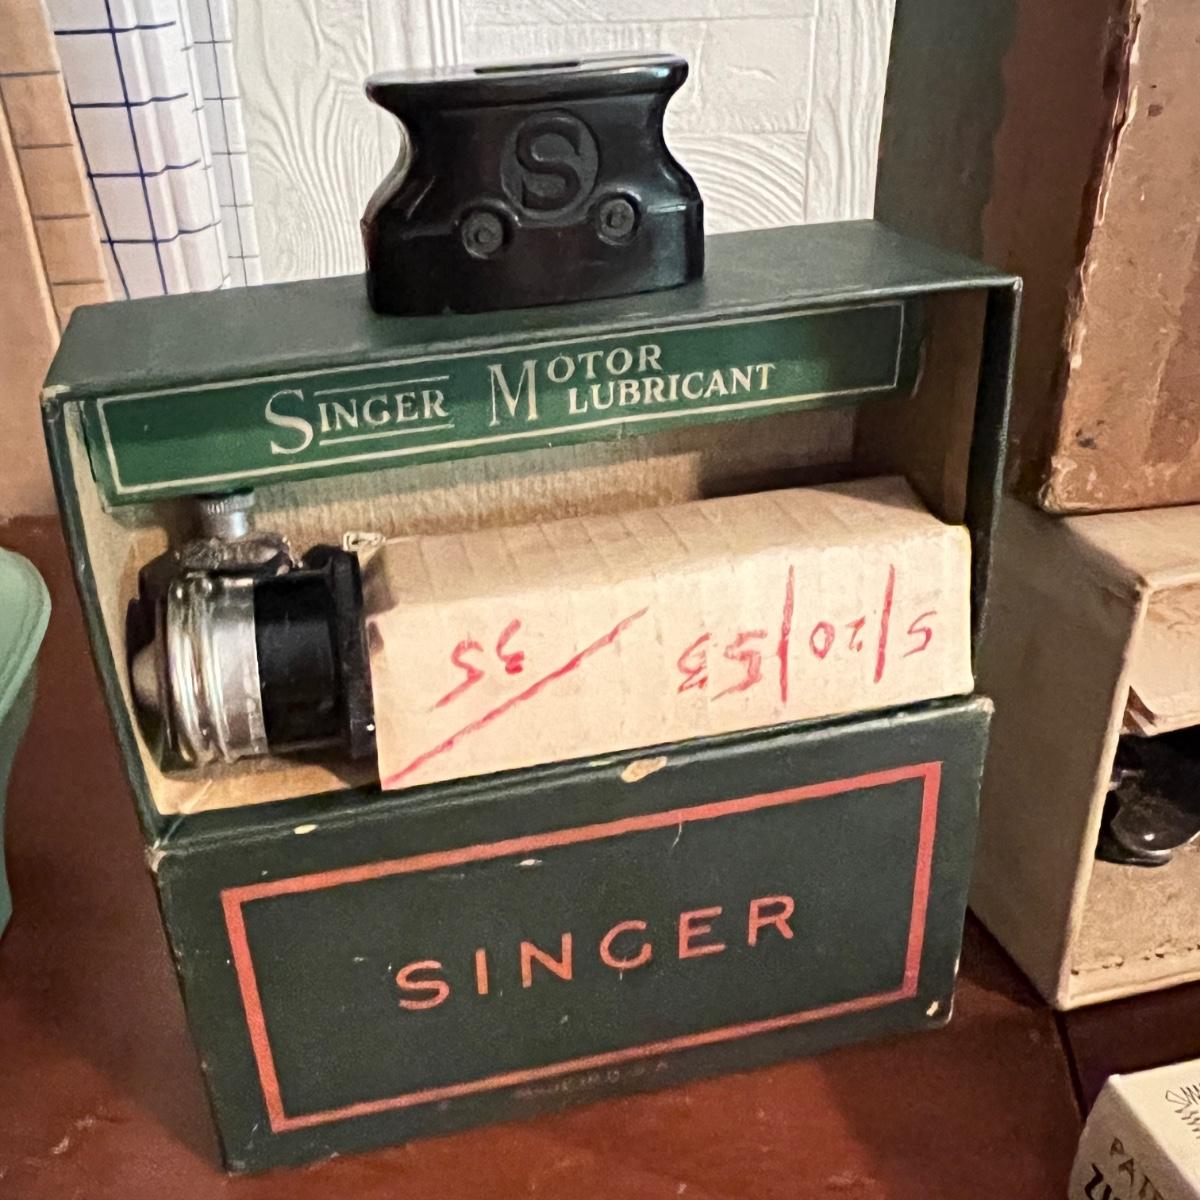 S
SINGER MOTOR LUBRICANT
5/20/53
35
SINGER